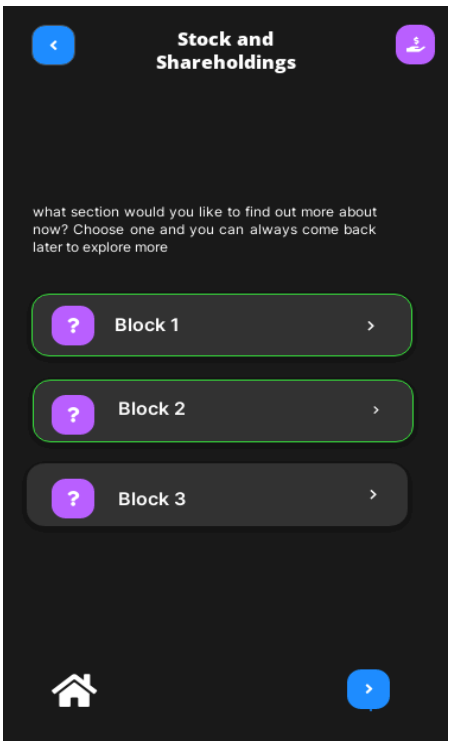 Stock and
Shareholdings
$
what section would you like to find out more about
now? Choose one and you can always come back
later to explore more
? Block 1
? Block 2
? Block 3